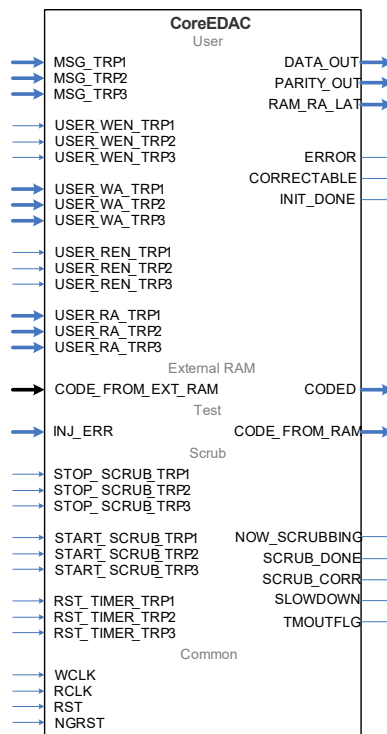 CoreEDAC
User
MSG_TRP1 DATA_OUT
MSG_TRP2 PARITY_OUT
MSG_TRP3 RAM_RA_LAT
USER_WEN_TRP1
USER_WEN_TRP2
USER_WEN_TRP3 ERROR
CORRECTABLE
USER_WA_TRP1 INIT_DONE
USER_WA_TRP2
USER_WA_TRP3
USER_REN_TRP1
USER_REN_TRP2
USER_REN_TRP3
USER_RA_TRP1
USER_RA_TRP2
USER_RA_TRP3
External RAM
CODE_FROM_EXT_RAM CODED
Test
INJ_ERR CODE_FROM_RAM
Scrub
STOP_SCRUB_TRP1
STOP_SCRUB_TRP2
STOP_SCRUB_TRP3
START_SCRUB_TRP1 NOW_SCRUBBING
START_SCRUB_TRP2 SCRUB_DONE
START_SCRUB_TRP3 SCRUB_CORR
RST_TIMER_TRP1 SLOWDOWN
RST_TIMER_TRP2 TMOUTFLG
RST_TIMER_TRP3
Common
WCLK
RCLK
RST
NGRST